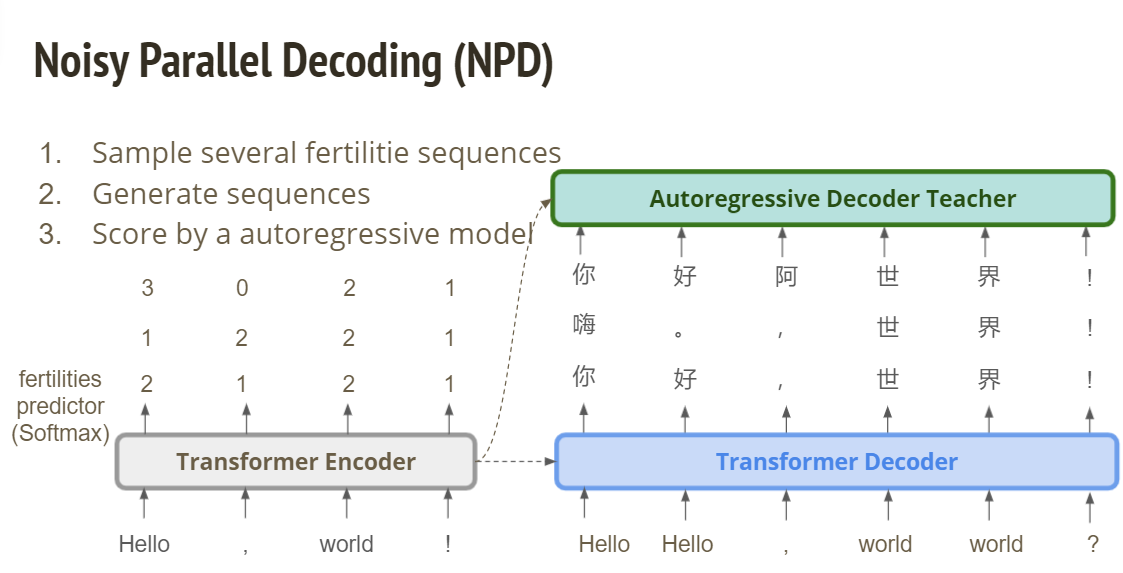 Noisy Parallel Decoding (NPD)
1. Sample several fertilitie sequences
2. Generate sequences
3. Score by a autoregressive model
Autoregressive Decoder Teacher
3 0 2 1
1 2 2 1
fertilities predictor (Softmax)
2 1 2 1
你 好 阿 世 界 !
嗨 。 , 世 界 !
你 好 , 世 界 !
Transformer Encoder
Transformer Decoder
Hello , world !
Hello Hello , world world ?